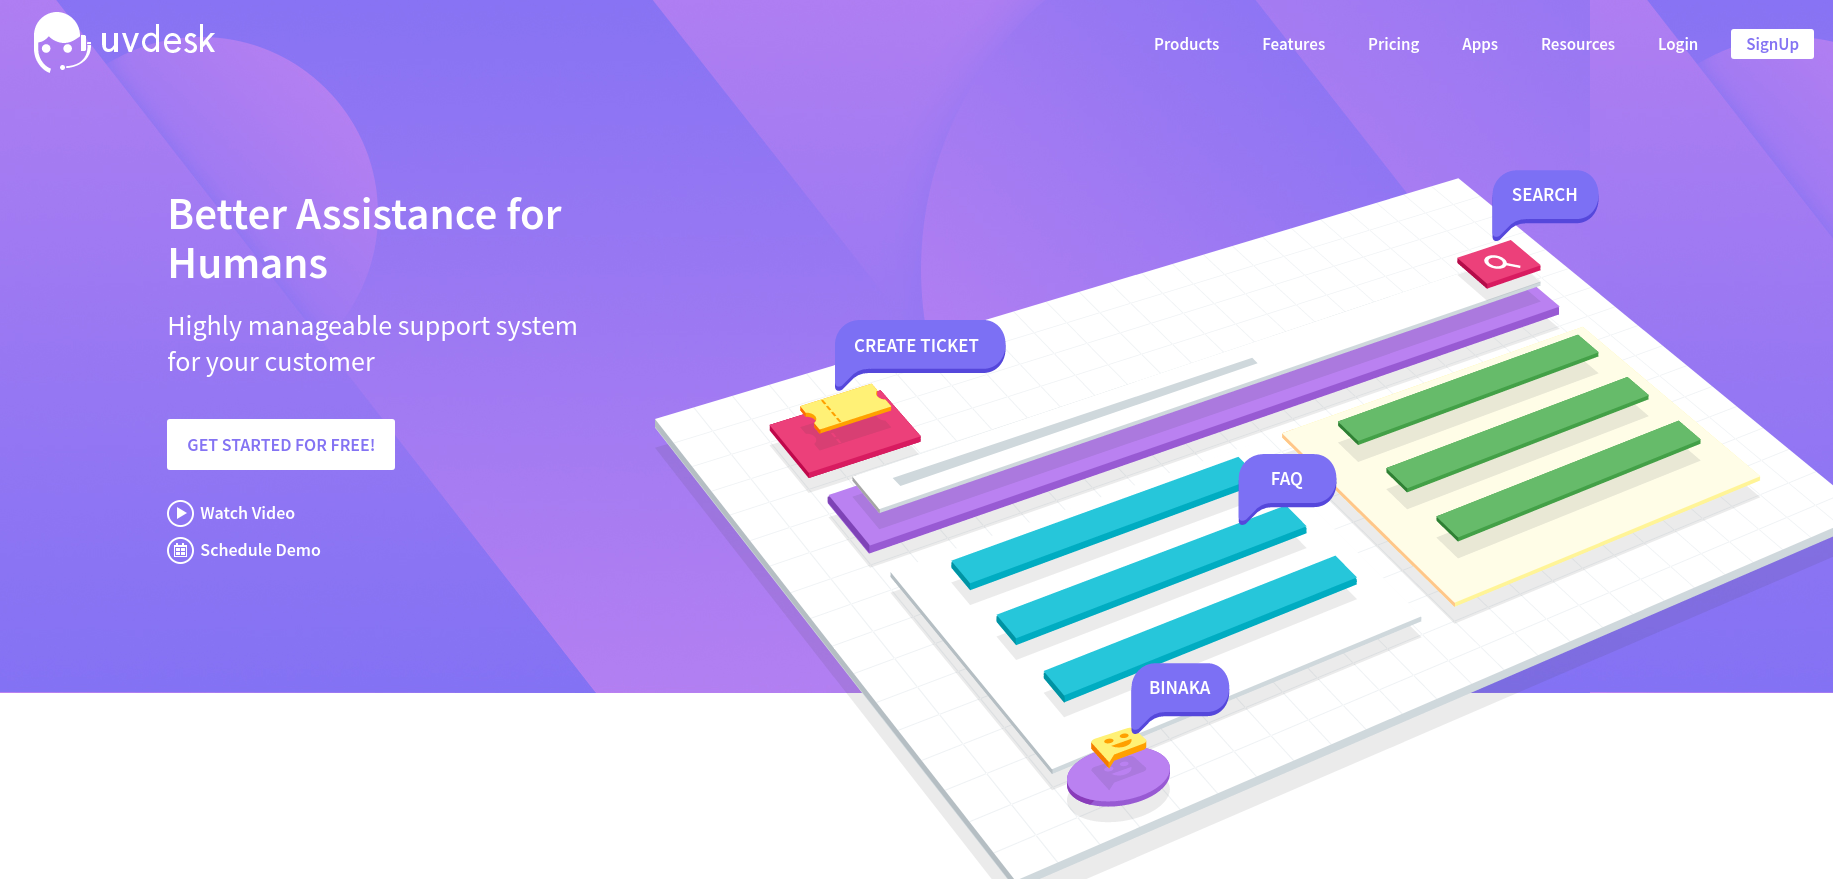 uvdesk
Products Features Pricing Apps Resources Login SignUp
Better Assistance for
Humans
Highly manageable support system
for your customer
GET STARTED FOR FREE!
Watch Video
Schedule Demo
SEARCH
CREATE TICKET
FAQ
BINAKA